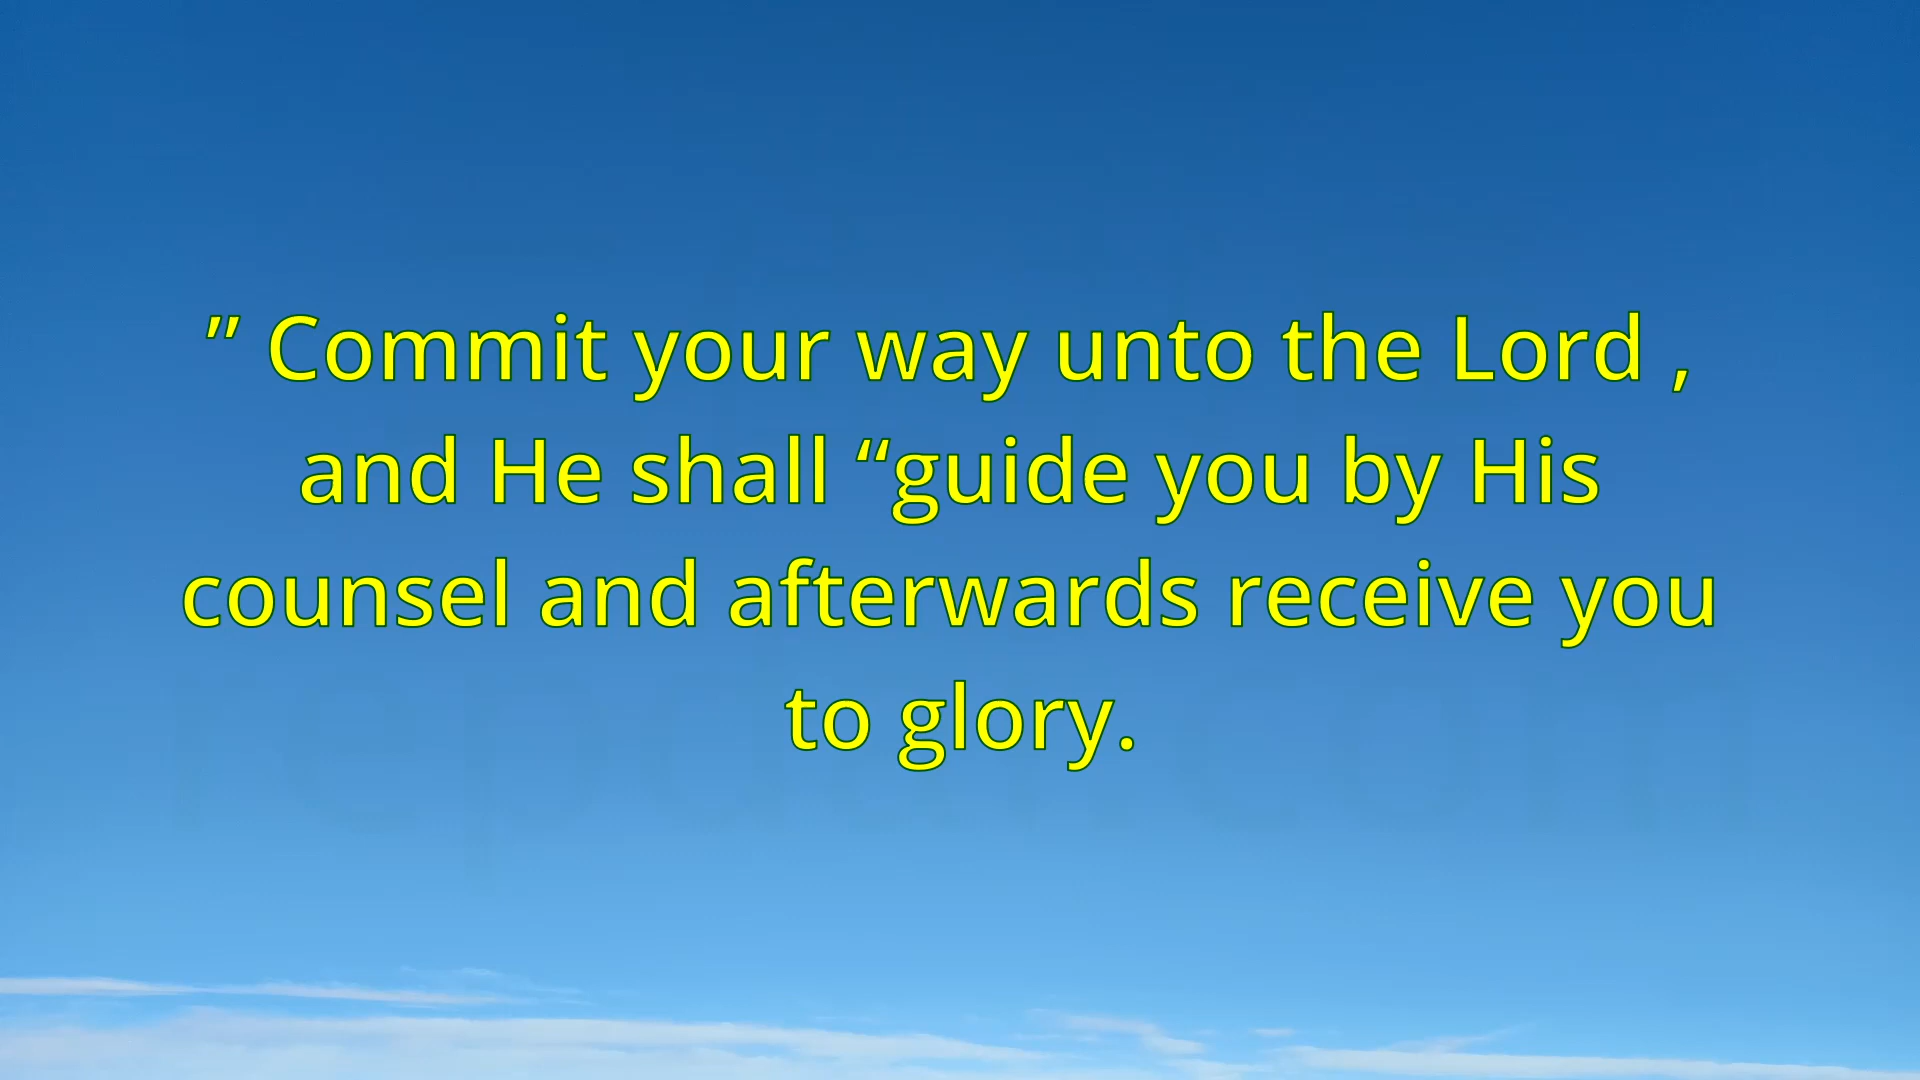 ” Commit your way unto the Lord ,
and He shall “guide you by His
counsel and afterwards receive you
to glory.